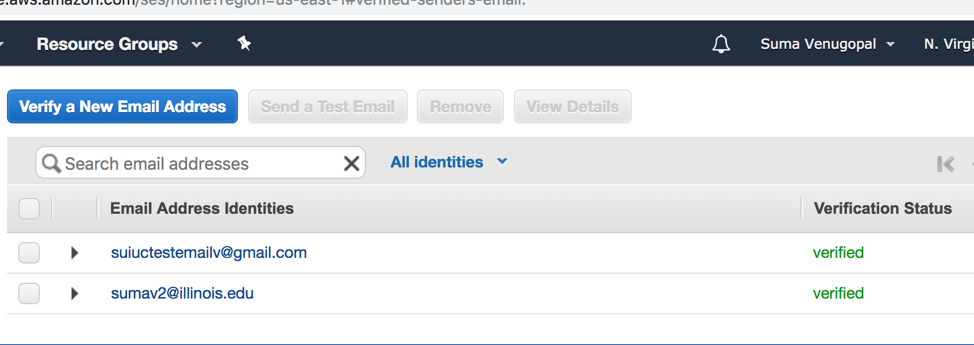 e.aws.amazon.com/ses/home?region=us-east-1#verified-senders-email:
Resource Groups Suma Venugopal N. Virgi
Verify a New Email Address Send a Test Email Remove View Details
Search email addresses All identities
Email Address Identities Verification Status
suiuctestemailv@gmail.com verified
sumav2@illinois.edu verified